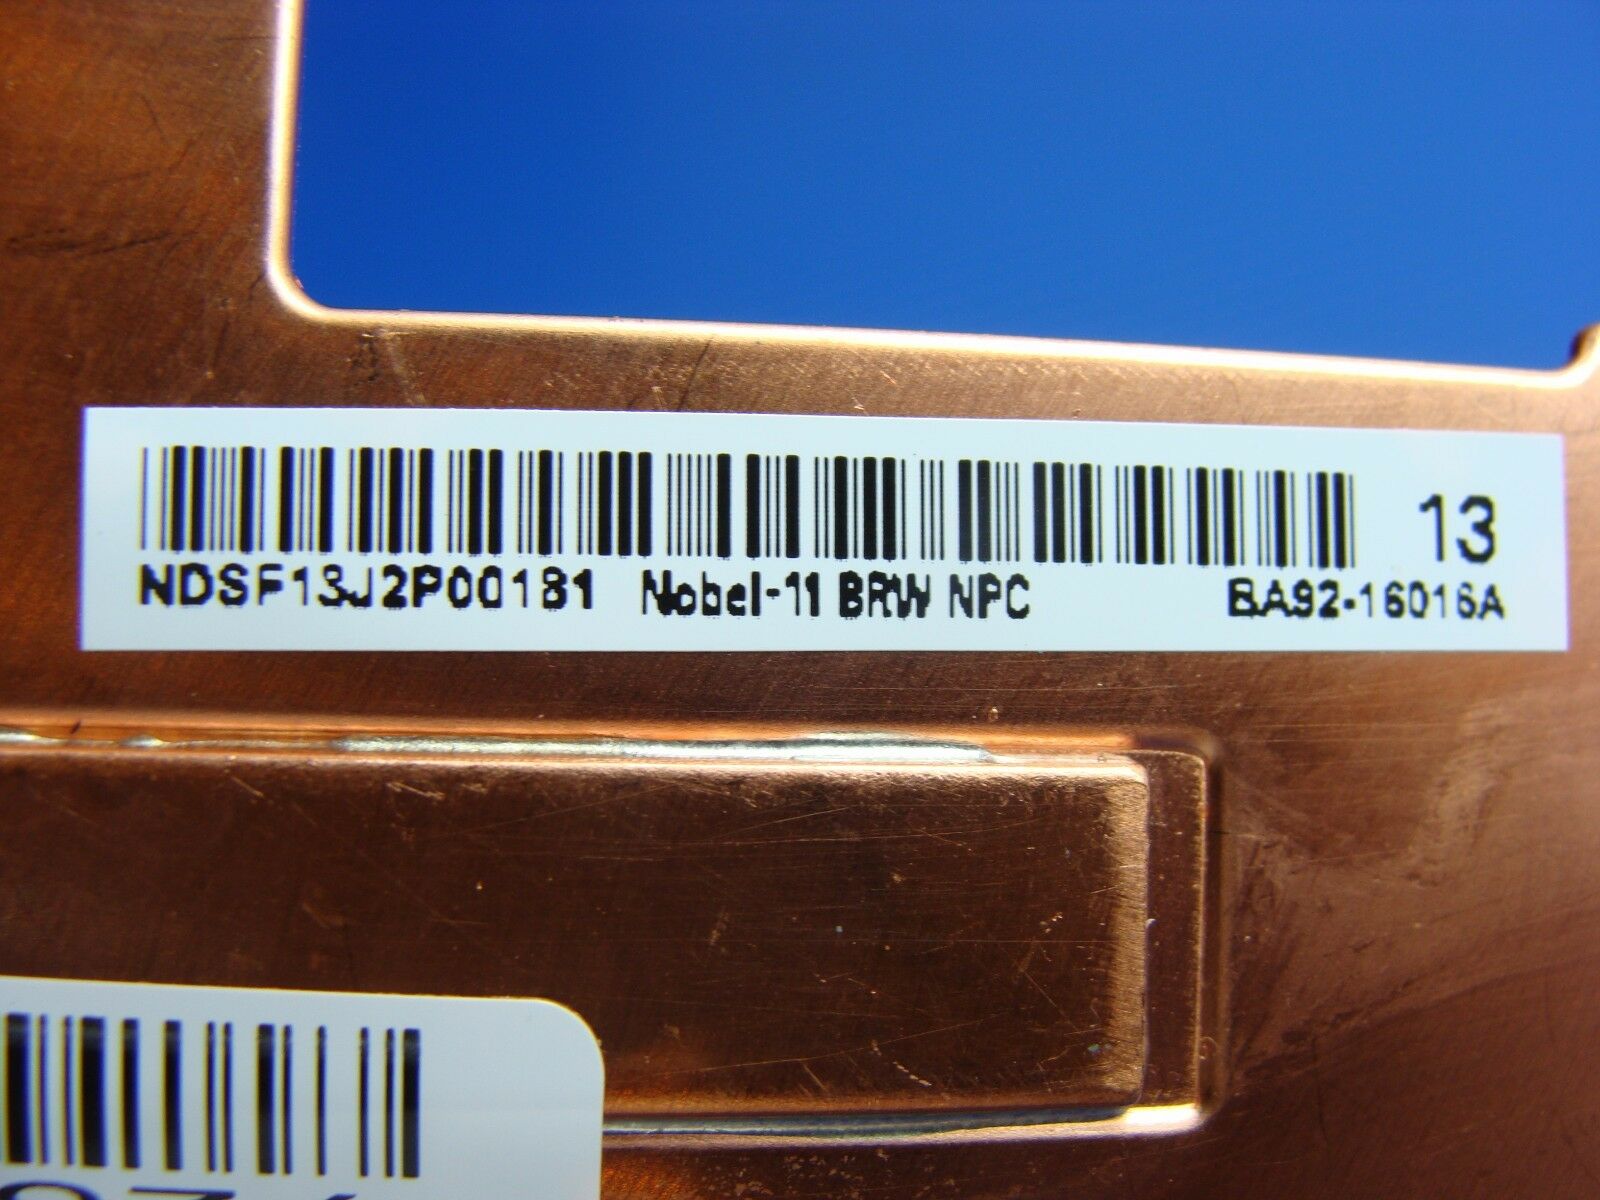 13
NDSF13J2P00181 Nobel-11 BRW NPC BA92-16016A